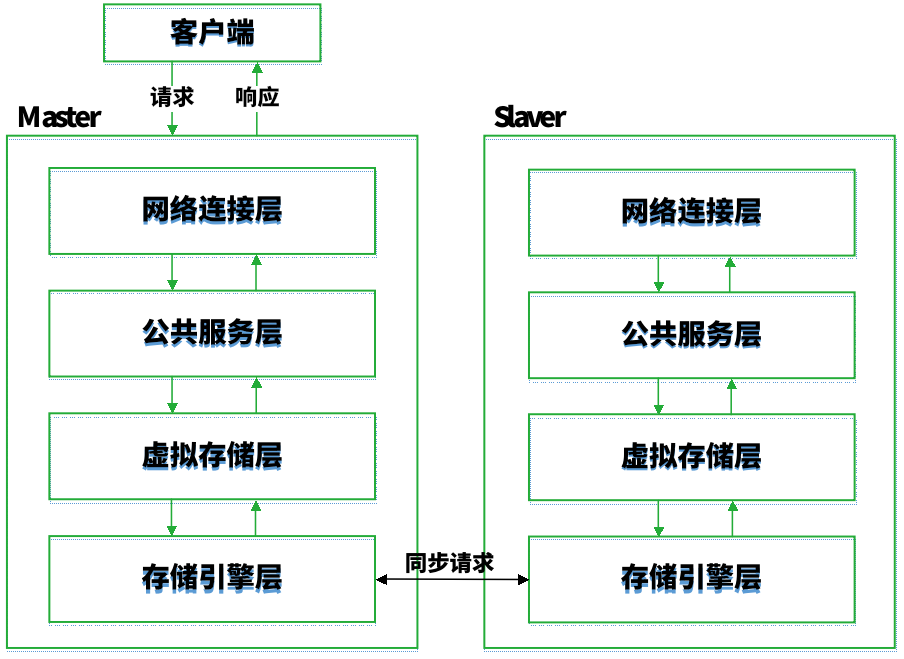 客户端
请求
响应
Master
网络连接层
公共服务层
虚拟存储层
存储引擎层
同步请求
Slaver
网络连接层
公共服务层
虚拟存储层
存储引擎层